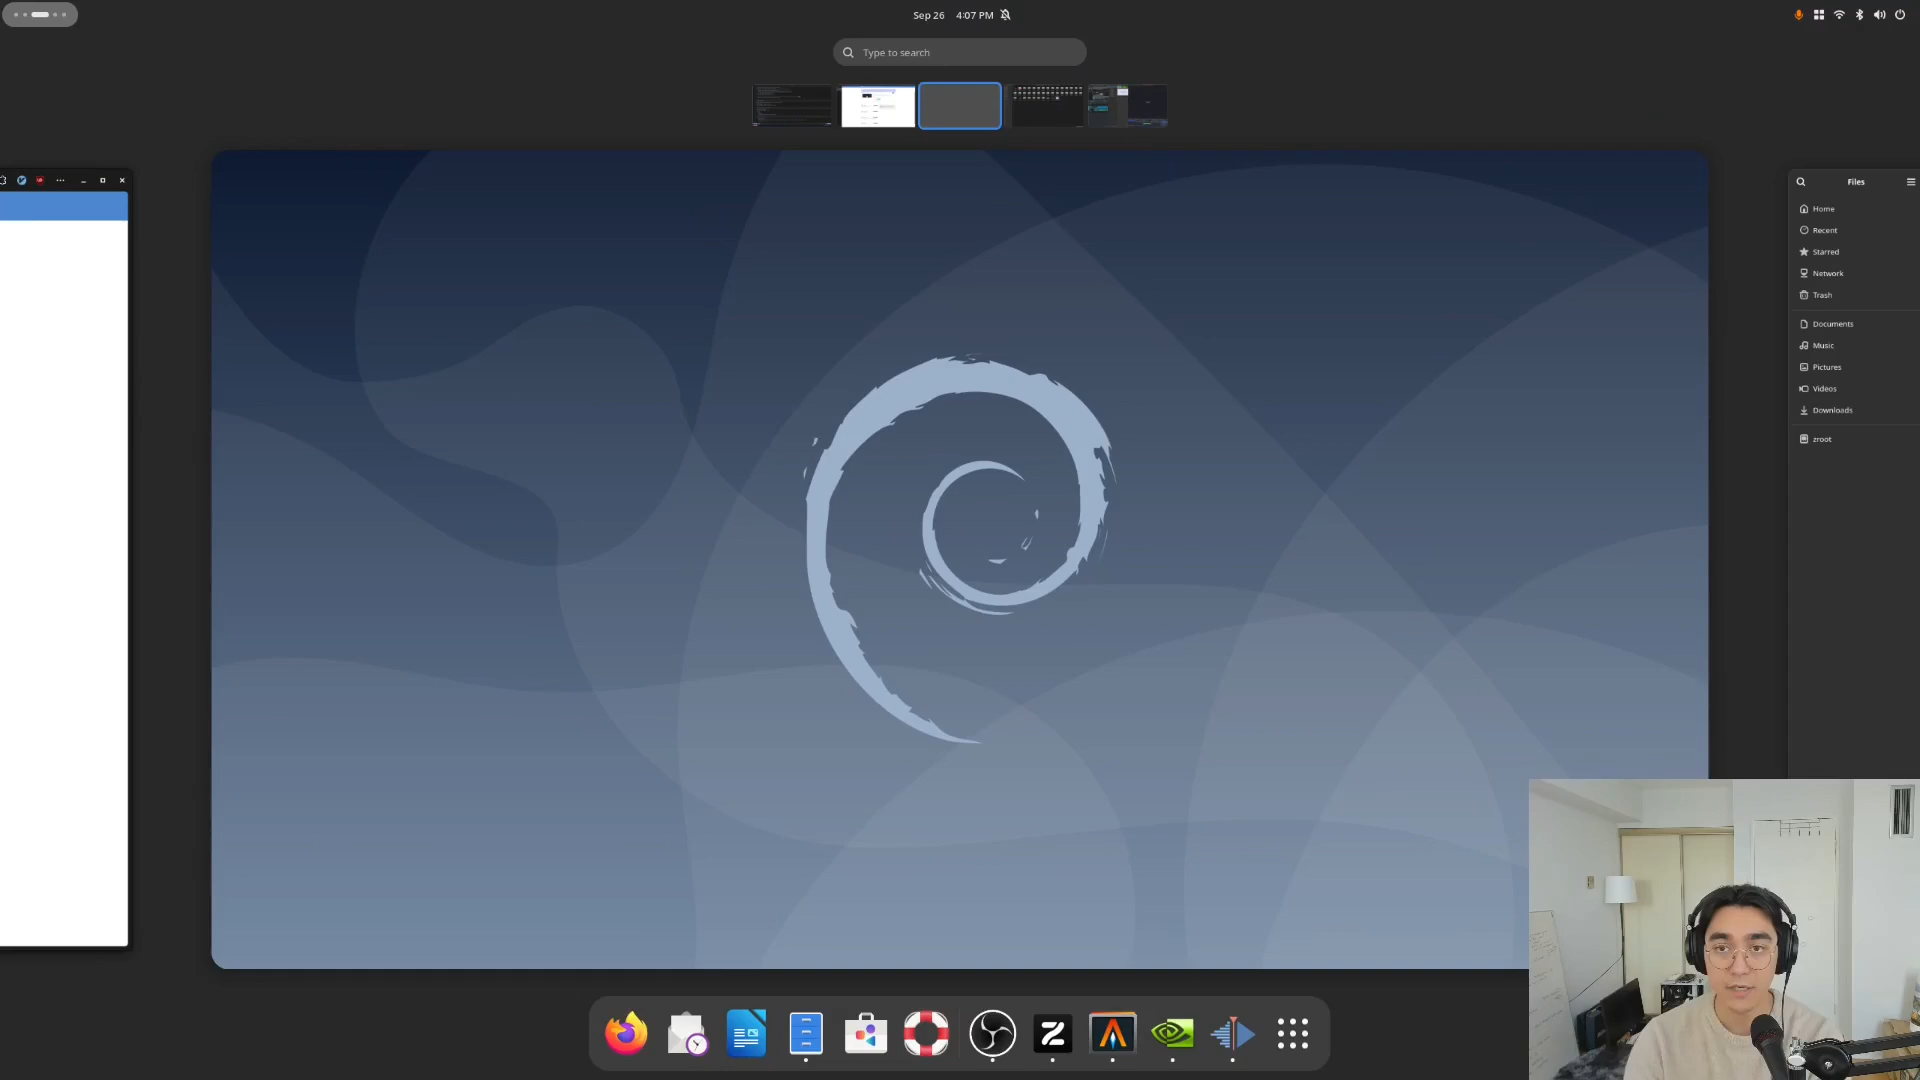 Sep 26 4:07 PM
Type to search
Files
Home
Recent
Starred
Network
Trash
Documents
Music
Pictures
Videos
Downloads
zroot